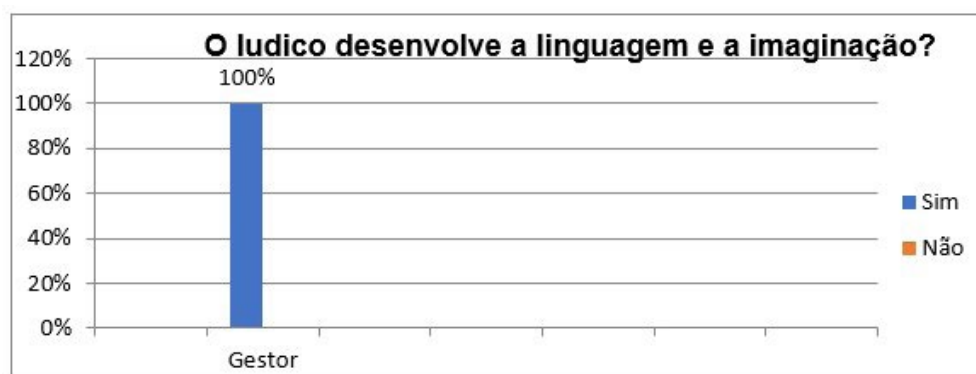 O ludico desenvolve a linguagem e a imaginação?
120%
100%
100%
80%
60%
40%
20%
0%
Gestor
Sim
Não